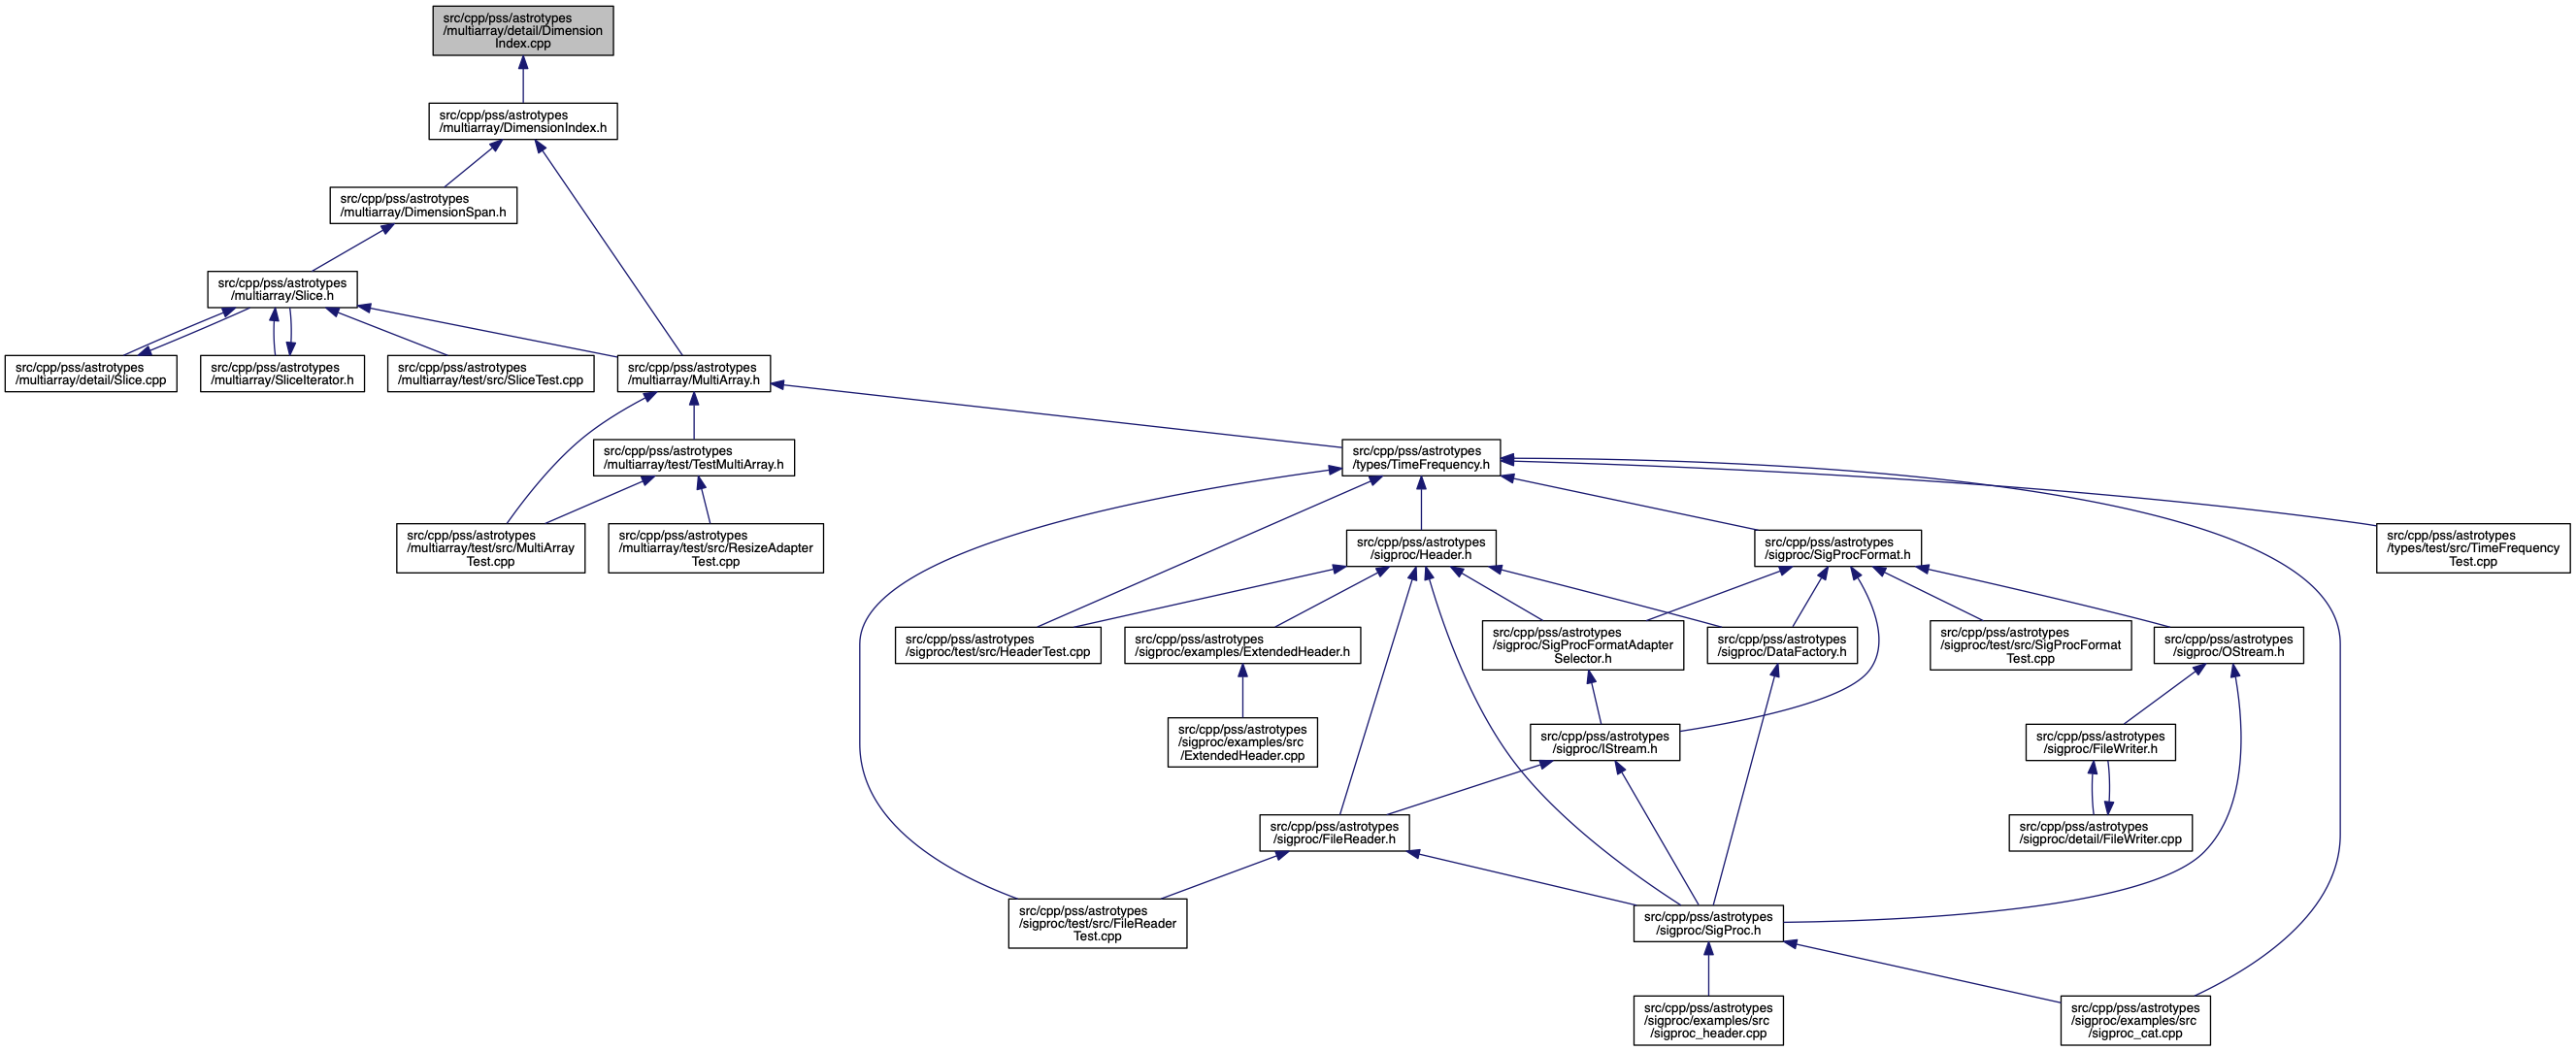 src/cpp/pss/astrotypes
/multiarray/detail/Dimension
Index.cpp
src/cpp/pss/astrotypes
/multiarray/DimensionIndex.h
src/cpp/pss/astrotypes
/multiarray/DimensionSpan.h
src/cpp/pss/astrotypes
/multiarray/Slice.h
src/cpp/pss/astrotypes
/multiarray/detail/Slice.cpp
src/cpp/pss/astrotypes
/multiarray/SliceIterator.h
src/cpp/pss/astrotypes
/multiarray/test/src/SliceTest.cpp
src/cpp/pss/astrotypes
/multiarray/MultiArray.h
src/cpp/pss/astrotypes
/multiarray/test/TestMultiArray.h
src/cpp/pss/astrotypes
/types/TimeFrequency.h
src/cpp/pss/astrotypes
/multiarray/test/src/MultiArray
Test.cpp
src/cpp/pss/astrotypes
/multiarray/test/src/ResizeAdapter
Test.cpp
src/cpp/pss/astrotypes
/sigproc/Header.h
src/cpp/pss/astrotypes
/sigproc/SigProcFormat.h
src/cpp/pss/astrotypes
/types/test/src/TimeFrequency
Test.cpp
src/cpp/pss/astrotypes
/sigproc/test/src/HeaderTest.cpp
src/cpp/pss/astrotypes
/sigproc/examples/ExtendedHeader.h
src/cpp/pss/astrotypes
/sigproc/SigProcFormatAdapter
Selector.h
src/cpp/pss/astrotypes
/sigproc/DataFactory.h
src/cpp/pss/astrotypes
/sigproc/test/src/SigProcFormat
Test.cpp
src/cpp/pss/astrotypes
/sigproc/OStream.h
src/cpp/pss/astrotypes
/sigproc/examples/src
/ExtendedHeader.cpp
src/cpp/pss/astrotypes
/sigproc/IStream.h
src/cpp/pss/astrotypes
/sigproc/FileWriter.h
src/cpp/pss/astrotypes
/sigproc/FileReader.h
src/cpp/pss/astrotypes
/sigproc/detail/FileWriter.cpp
src/cpp/pss/astrotypes
/sigproc/test/src/FileReader
Test.cpp
src/cpp/pss/astrotypes
/sigproc/SigProc.h
src/cpp/pss/astrotypes
/sigproc/examples/src
/sigproc_header.cpp
src/cpp/pss/astrotypes
/sigproc/examples/src
/sigproc_cat.cpp